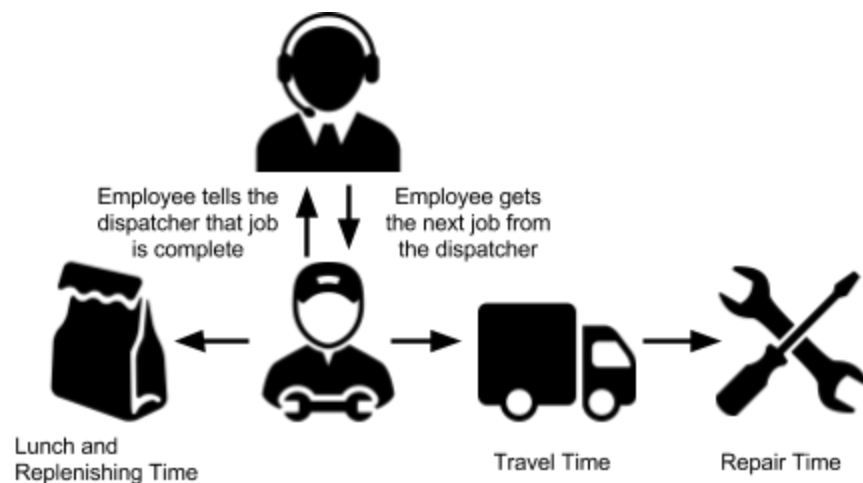 Employee tells the
dispatcher that job
is complete
Employee gets
the next job from
the dispatcher
Lunch and
Replenishing Time
Travel Time
Repair Time